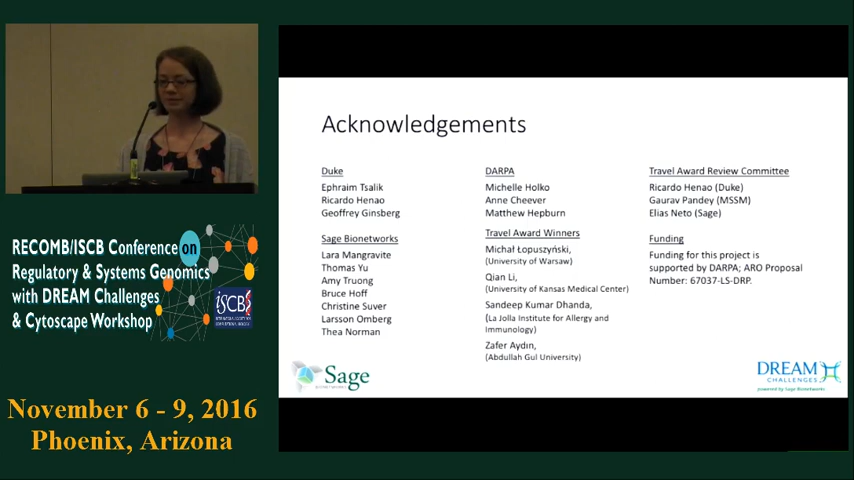 RECOMB/ISCB Conference on
Regulatory & Systems Genomics
with DREAM Challenges
& Cytoscape Workshop
iSCB
November 6 - 9, 2016
Phoenix, Arizona
Acknowledgements
Duke
Ephraim Tsalik
Ricardo Henao
Geoffrey Ginsberg
Sage Bionetworks
Lara Mangravite
Thomas Yu
Amy Truong
Bruce Hoff
Christine Suver
Larsson Omberg
Thea Norman
DARPA
Michelle Holko
Anne Cheever
Matthew Hepburn
Travel Award Winners
Michał Łopuszyński,
(University of Warsaw)
Qian Li,
(University of Kansas Medical Center)
Sandeep Kumar Dhanda,
(La Jolla Institute for Allergy and
Immunology)
Zafer Aydın,
(Abdullah Gul University)
Travel Award Review Committee
Ricardo Henao (Duke)
Gaurav Pandey (MSSM)
Elias Neto (Sage)
Funding
Funding for this project is
supported by DARPA; ARO Proposal
Number: 67037-LS-DRP.
Sage
DREAM
CHALLENGES
powered by Sage Bionetworks